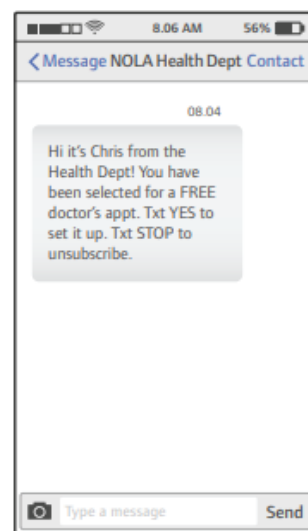 8.06 AM 56%
Message NOLA Health Dept Contact
08.04
Hi it's Chris from the
Health Dept! You have
been selected for a FREE
doctor's appt. Txt YES to
set it up. Txt STOP to
unsubscribe.
Type a message Send